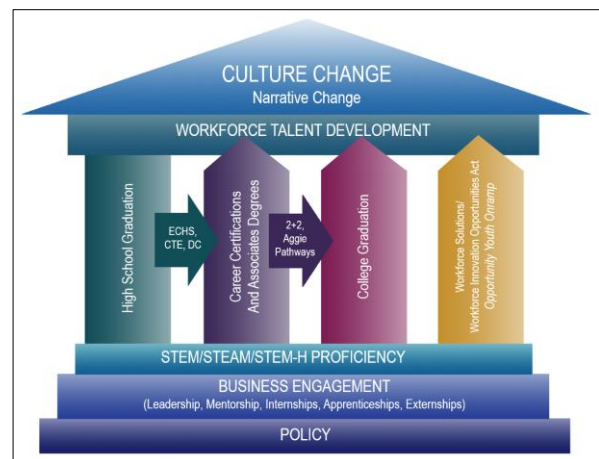 CULTURE CHANGE
Narrative Change
WORKFORCE TALENT DEVELOPMENT
High School Graduation
ECHS,
CTE, DC
Career Certifications
And Associates Degrees
2+2,
Aggie
Pathways
College Graduation
Workforce Solutions/
Workforce Innovation Opportunities Act
Opportunity Youth Onramp
STEM/STEAM/STEM-H PROFICIENCY
BUSINESS ENGAGEMENT
(Leadership, Mentorship, Internships, Apprenticeships, Externships)
POLICY